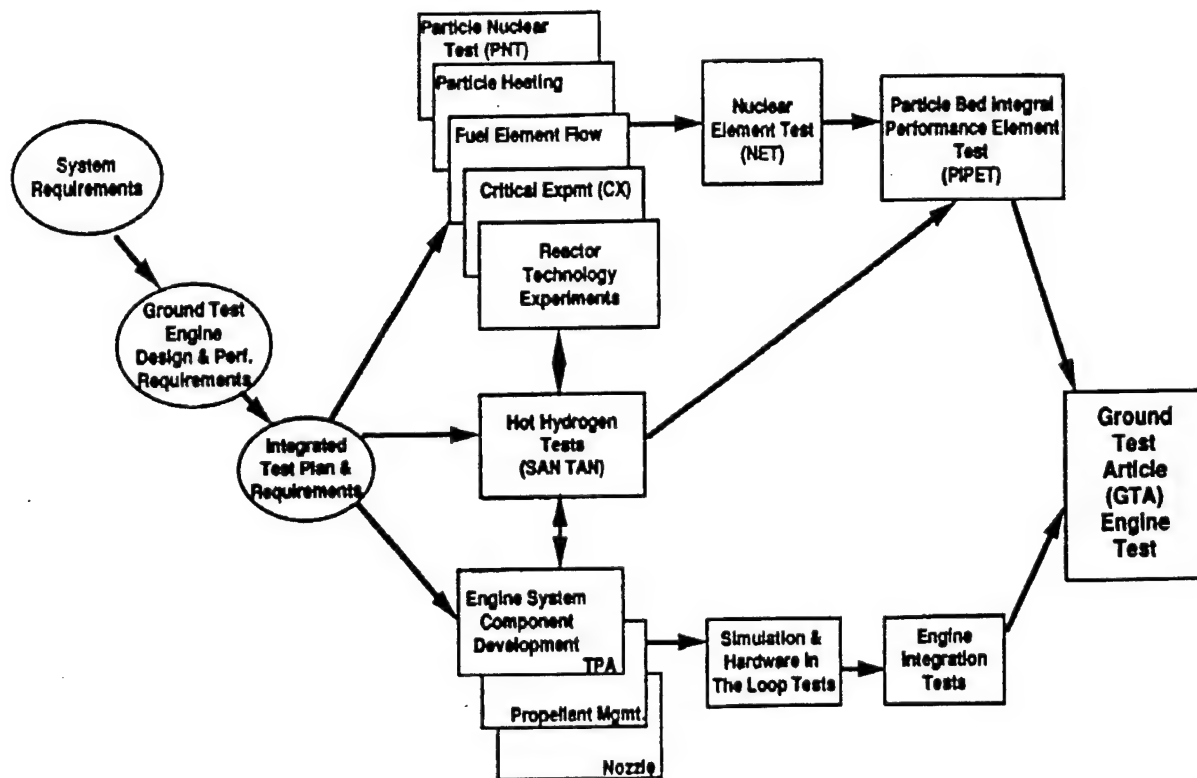 Particle Nuclear
Test (PNT)
Particle Heating
Fuel Element Flow
Critical Expmt (CX)
Reactor
Technology
Experiments
Nuclear
Element Test
(NET)
Particle Bed Integral
Performance Element
Test
(PIPET)
System
Requirements
Ground Test
Engine
Design & Perf.
Requirements
Integrated
Test Plan &
Requirements
Hot Hydrogen
Tests
(SAN TAN)
Ground
Test
Article
(GTA)
Engine
Test
Engine System
Component
Development
TPA
Propellant Mgmt.
Nozzle
Simulation &
Hardware In
The Loop Tests
Engine
Integration
Tests